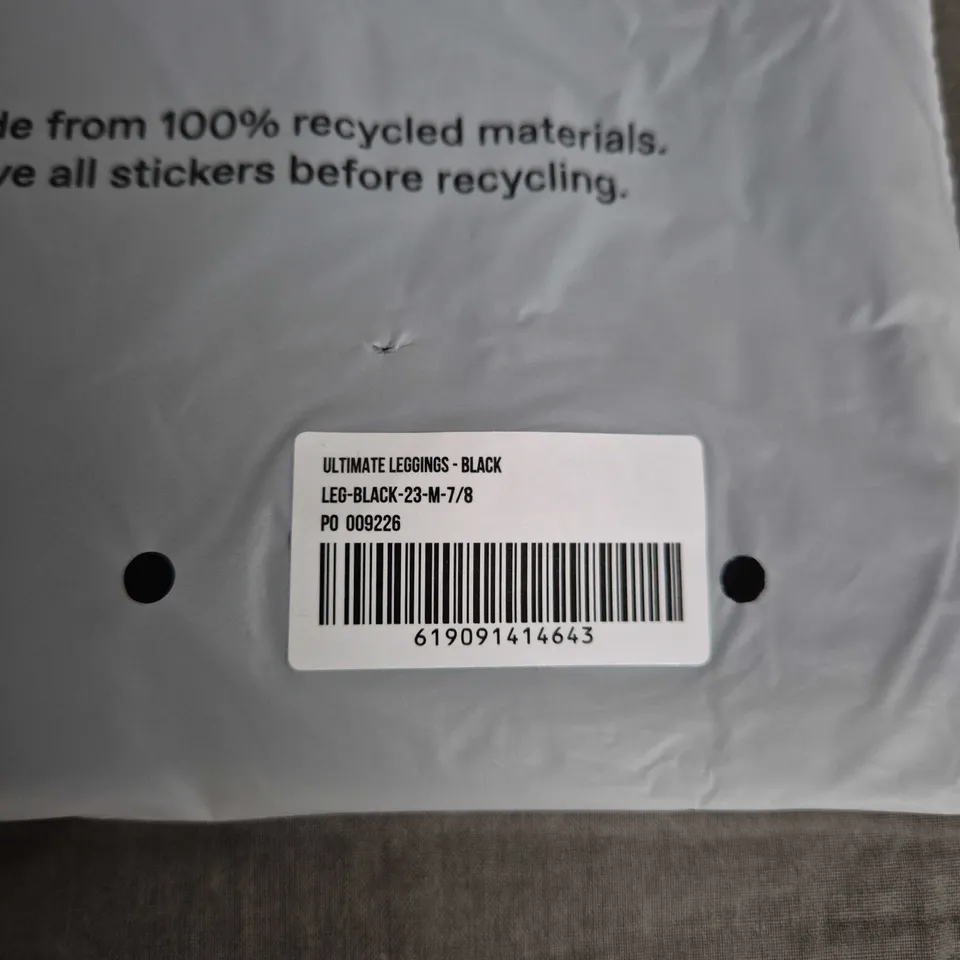 de from 100% recycled materials.
ve all stickers before recycling.
ULTIMATE LEGGINGS - BLACK
LEG-BLACK-23-M-7/8
PO 009226
619091414643